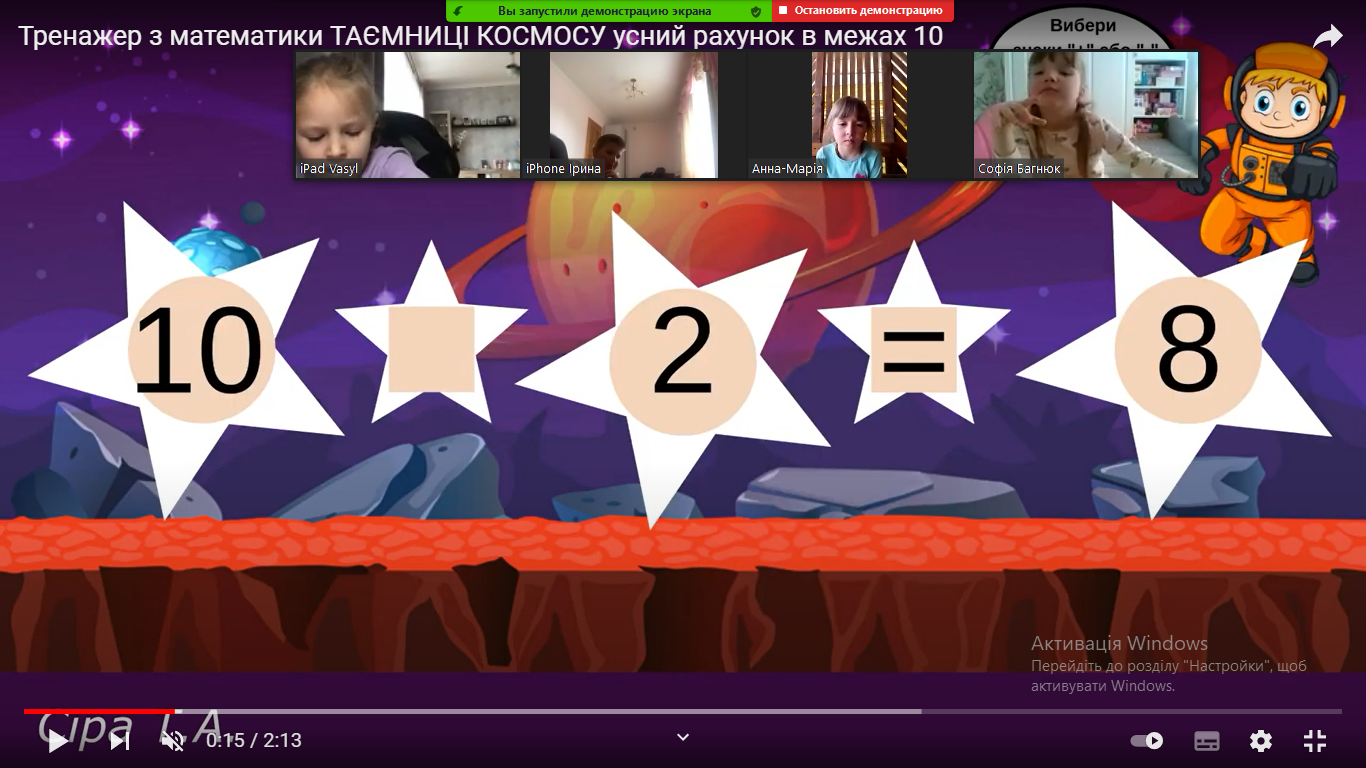 Вы запустили демонстрацию экрана
Остановить демонстрацию
Тренажер з математики ТАЄМНИЦІ КОСМОСУ усний рахунок в межах 10
Вибери
iPad Vasyl
iPhone Ірина
Анна-Марія
Софія Багнюк
10 2 = 8
Активація Windows
Перейдіть до розділу "Настройки", щоб
активувати Windows.
Сіра І.А.
0:15 / 2:13